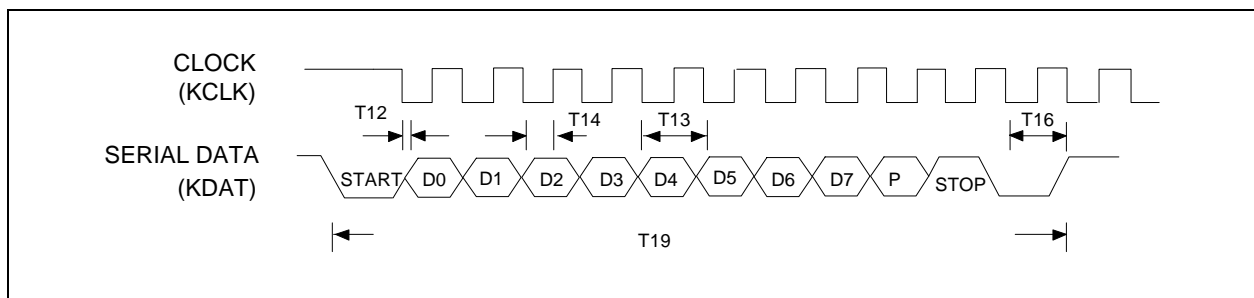 CLOCK
(KCLK)
T12
T14
T13
T16
SERIAL DATA
(KDAT)
START
D0
D1
D2
D3
D4
D5
D6
D7
P
STOP
T19